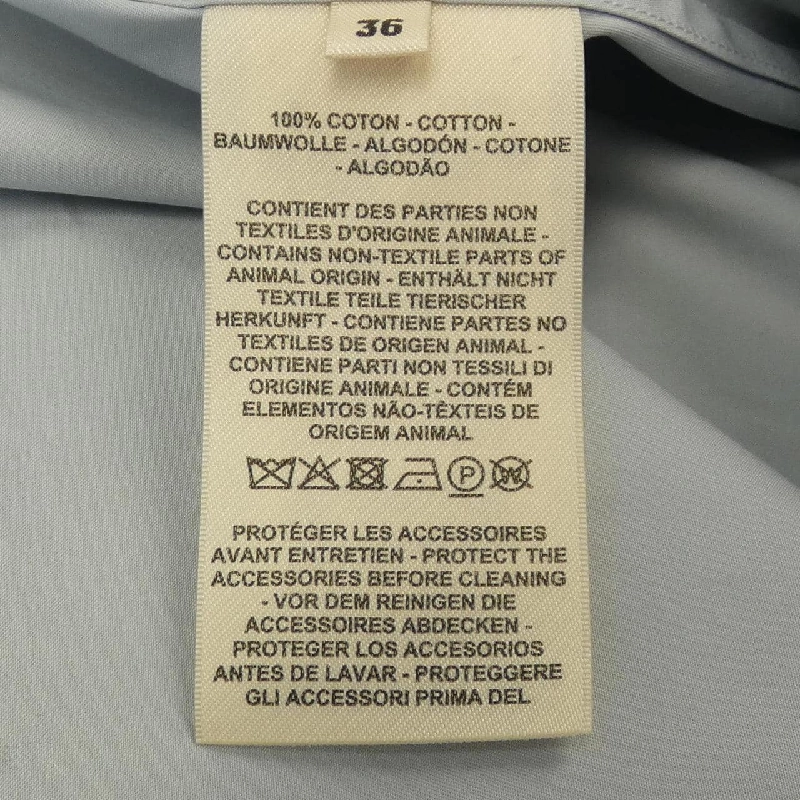 36
100% COTON - COTTON -
BAUMWOLLE - ALGODÓN - COTONE
- ALGODÃO
CONTIENT DES PARTIES NON
TEXTILES D'ORIGINE ANIMALE -
CONTAINS NON-TEXTILE PARTS OF
ANIMAL ORIGIN - ENTHÄLT NICHT
TEXTILE TEILE TIERISCHER
HERKUNFT - CONTIENE PARTES NO
TEXTILES DE ORIGEN ANIMAL -
CONTIENE PARTI NON TESSILI DI
ORIGINE ANIMALE - CONTÉM
ELEMENTOS NÃO-TÊXTEIS DE
ORIGEM ANIMAL
P W
PROTÉGER LES ACCESSOIRES
AVANT ENTRETIEN - PROTECT THE
ACCESSORIES BEFORE CLEANING
- VOR DEM REINIGEN DIE
ACCESSOIRES ABDECKEN -
PROTEGER LOS ACCESORIOS
ANTES DE LAVAR - PROTEGGERE
GLI ACCESSORI PRIMA DEL